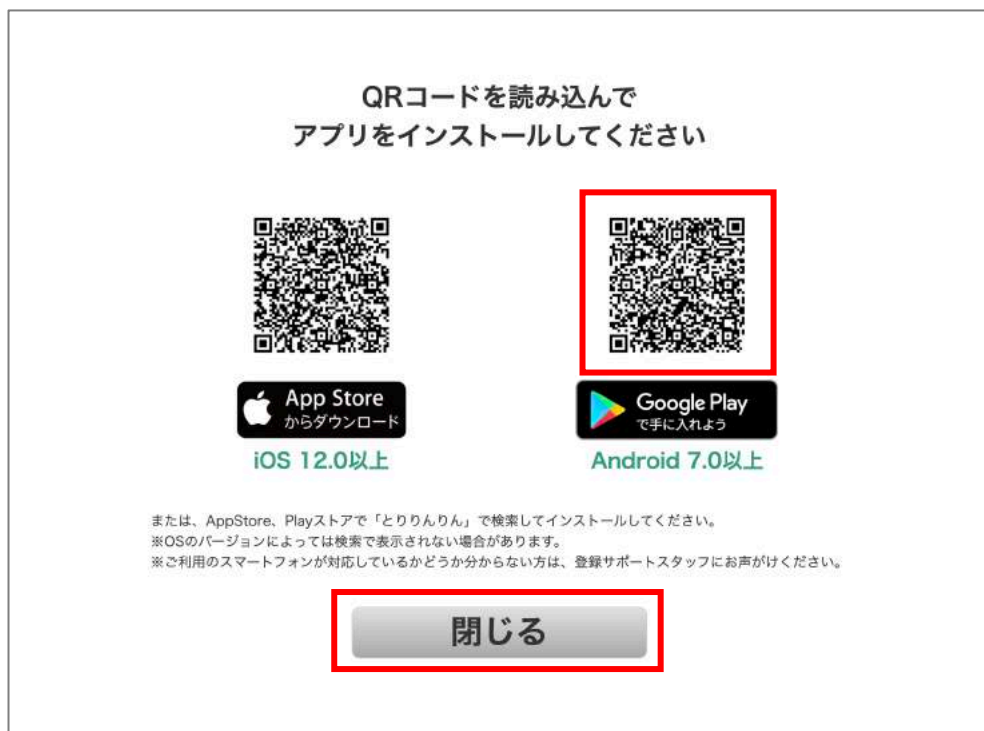 QRコードを読み込んで
アプリをインストールしてください
App Store
からダウンロード
Google Play
で手に入れよう
iOS 12.0以上
Android 7.0以上
または、AppStore、Playストアで「とりりんりん」で検索してインストールしてください。
※OSのバージョンによっては検索で表示されない場合があります。
※ご利用のスマートフォンが対応しているかどうか分からない方は、登録サポートスタッフにお声がけください。
閉じる